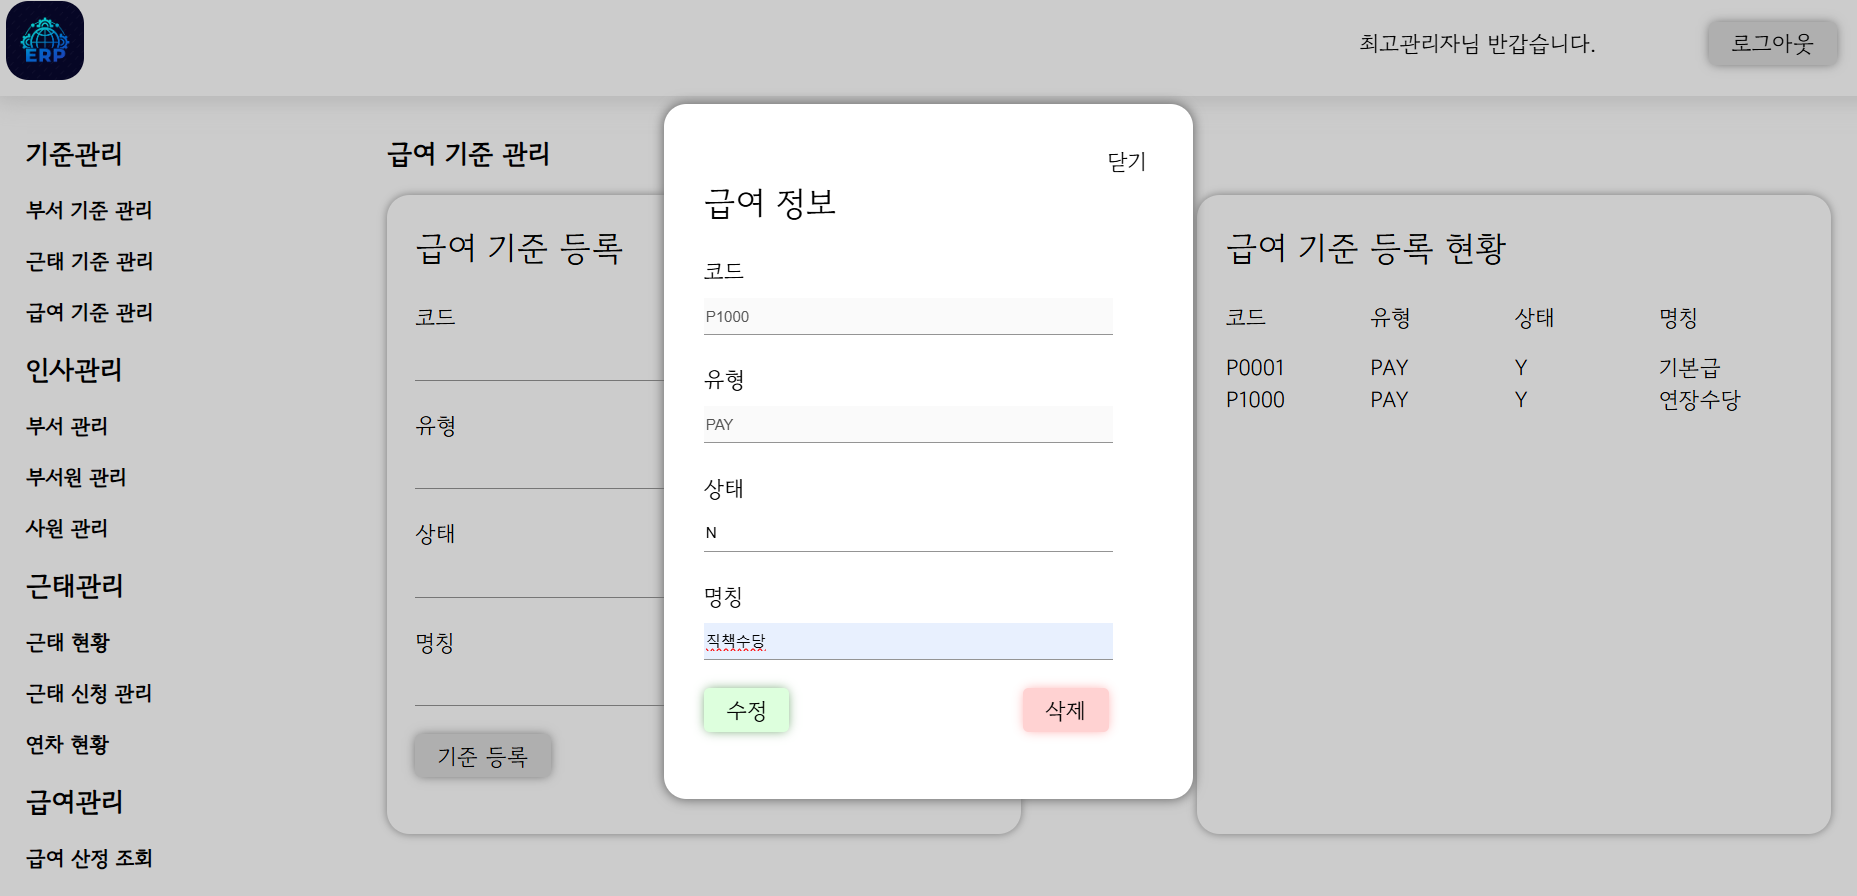 ERP
최고관리자님 반갑습니다.
로그아웃
기준관리
부서 기준 관리
근태 기준 관리
급여 기준 관리
인사관리
부서 관리
부서원 관리
사원 관리
근태관리
근태 현황
근태 신청 관리
연차 현황
급여관리
급여 산정 조회
급여 기준 관리
급여 기준 등록
코드
유형
상태
명칭
기준 등록
닫기
급여 정보
코드
P1000
유형
PAY
상태
N
명칭
직책수당
수정 삭제
급여 기준 등록 현황
코드 유형 상태 명칭
P0001 PAY Y 기본급
P1000 PAY Y 연장수당